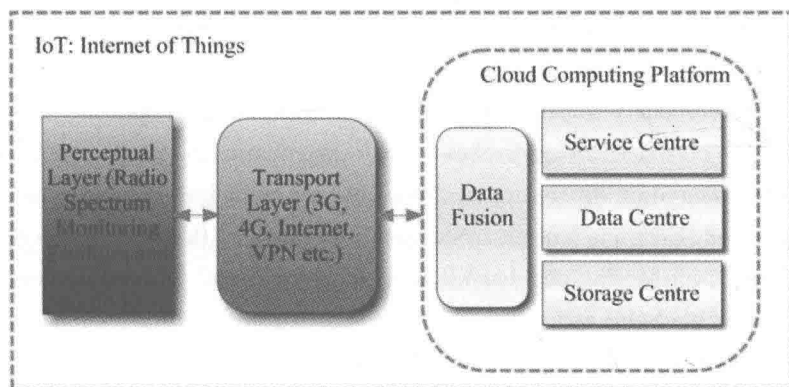 IoT: Internet of Things
Cloud Computing Platform
Perceptual
Layer (Radio
Spectrum
Monitoring
Transport
Layer (3G,
4G, Internet,
VPN etc.)
Data
Fusion
Service Centre
Data Centre
Storage Centre